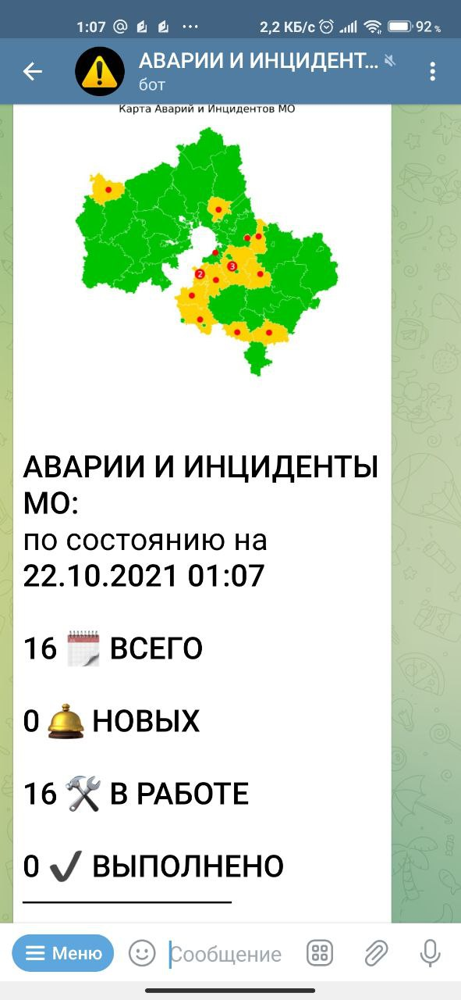 1:07 @ ... 2,2 КБ/с 92%
АВАРИИ И ИНЦИДЕНТ...
бот
Карта Аварий и Инцидентов МО
2
3
АВАРИИ И ИНЦИДЕНТЫ
МО:
по состоянию на
22.10.2021 01:07
16 ВСЕГО
0 НОВЫХ
16 В РАБОТЕ
0 ВЫПОЛНЕНО
Меню Сообщение